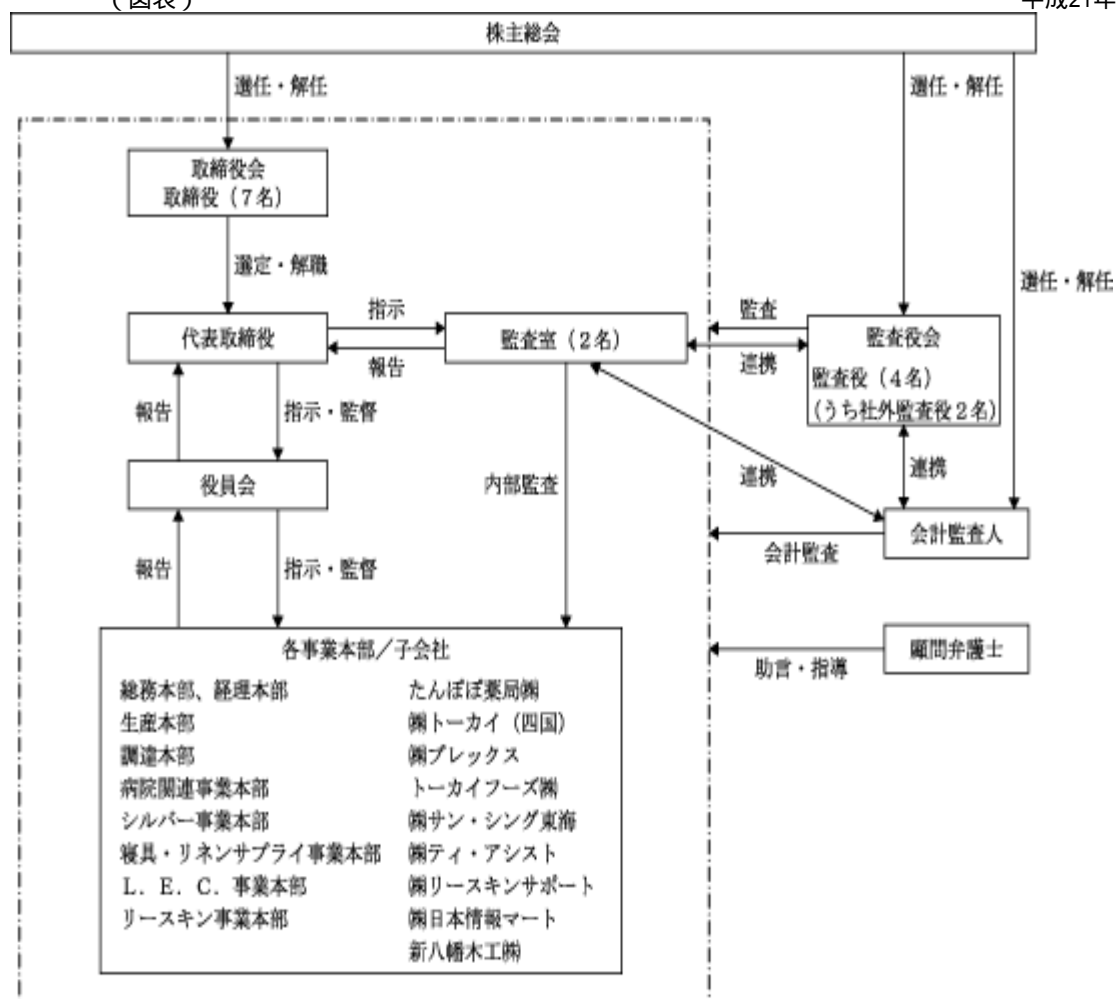 (図表)
平成21年
株主総会
選任・解任
選任・解任
取締役会
取締役(7名)
選定・解職
選任・解任
代表取締役
指示
報告
監査室(2名)
監査
連携
監査役会
監査役(4名)
(うち社外監査役2名)
報告
指示・監督
役員会
内部監査
連携
連携
会計監査人
会計監査
報告
指示・監督
顧問弁護士
助言・指導
各事業本部/子会社
総務本部、経理本部
生産本部
調達本部
病院関連事業本部
シルバー事業本部
寝具・リネンサプライ事業本部
L.E.C.事業本部
リースキン事業本部
たんぽぽ薬局㈱
㈱トーカイ(四国)
㈱プレックス
トーカイフーズ㈱
㈱サン・シング東海
㈱ティ・アシスト
㈱リースキンサポート
㈱日本情報マート
新八幡木工㈱